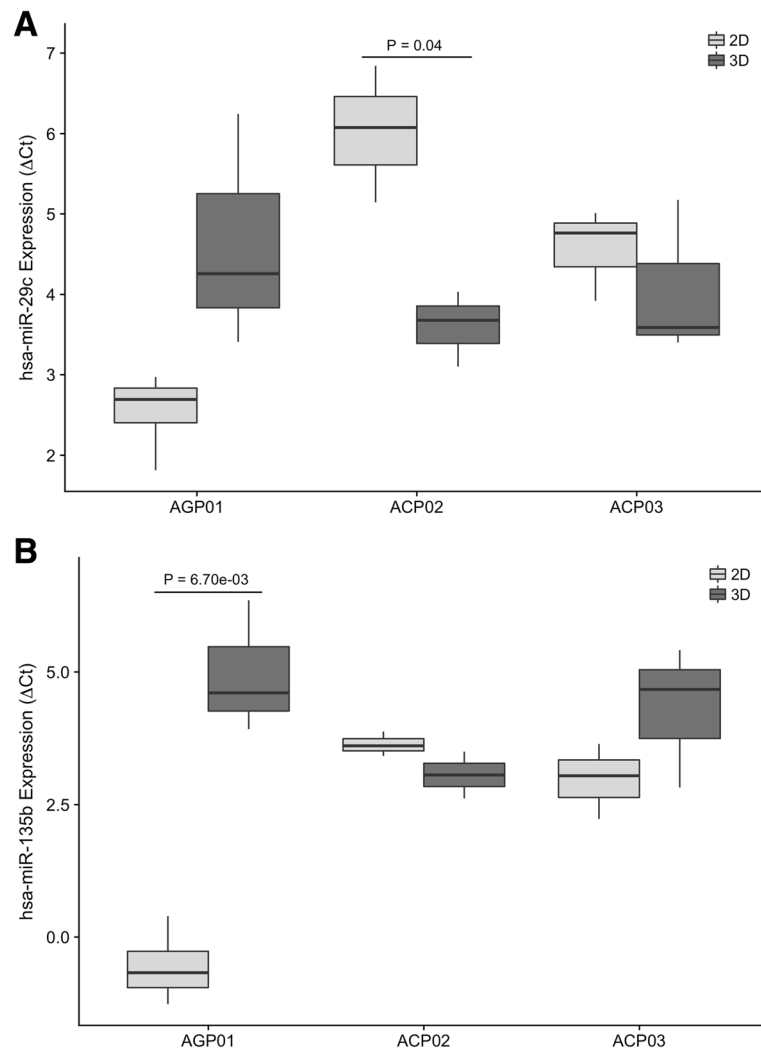 A
P = 0.04
2D
3D
hsa-miR-29c Expression (ΔCt)
7
6
5
4
3
2
AGP01 ACP02 ACP03
B
P = 6.70e-03
2D
3D
hsa-miR-135b Expression (ΔCt)
5.0
2.5
0.0
AGP01 ACP02 ACP03